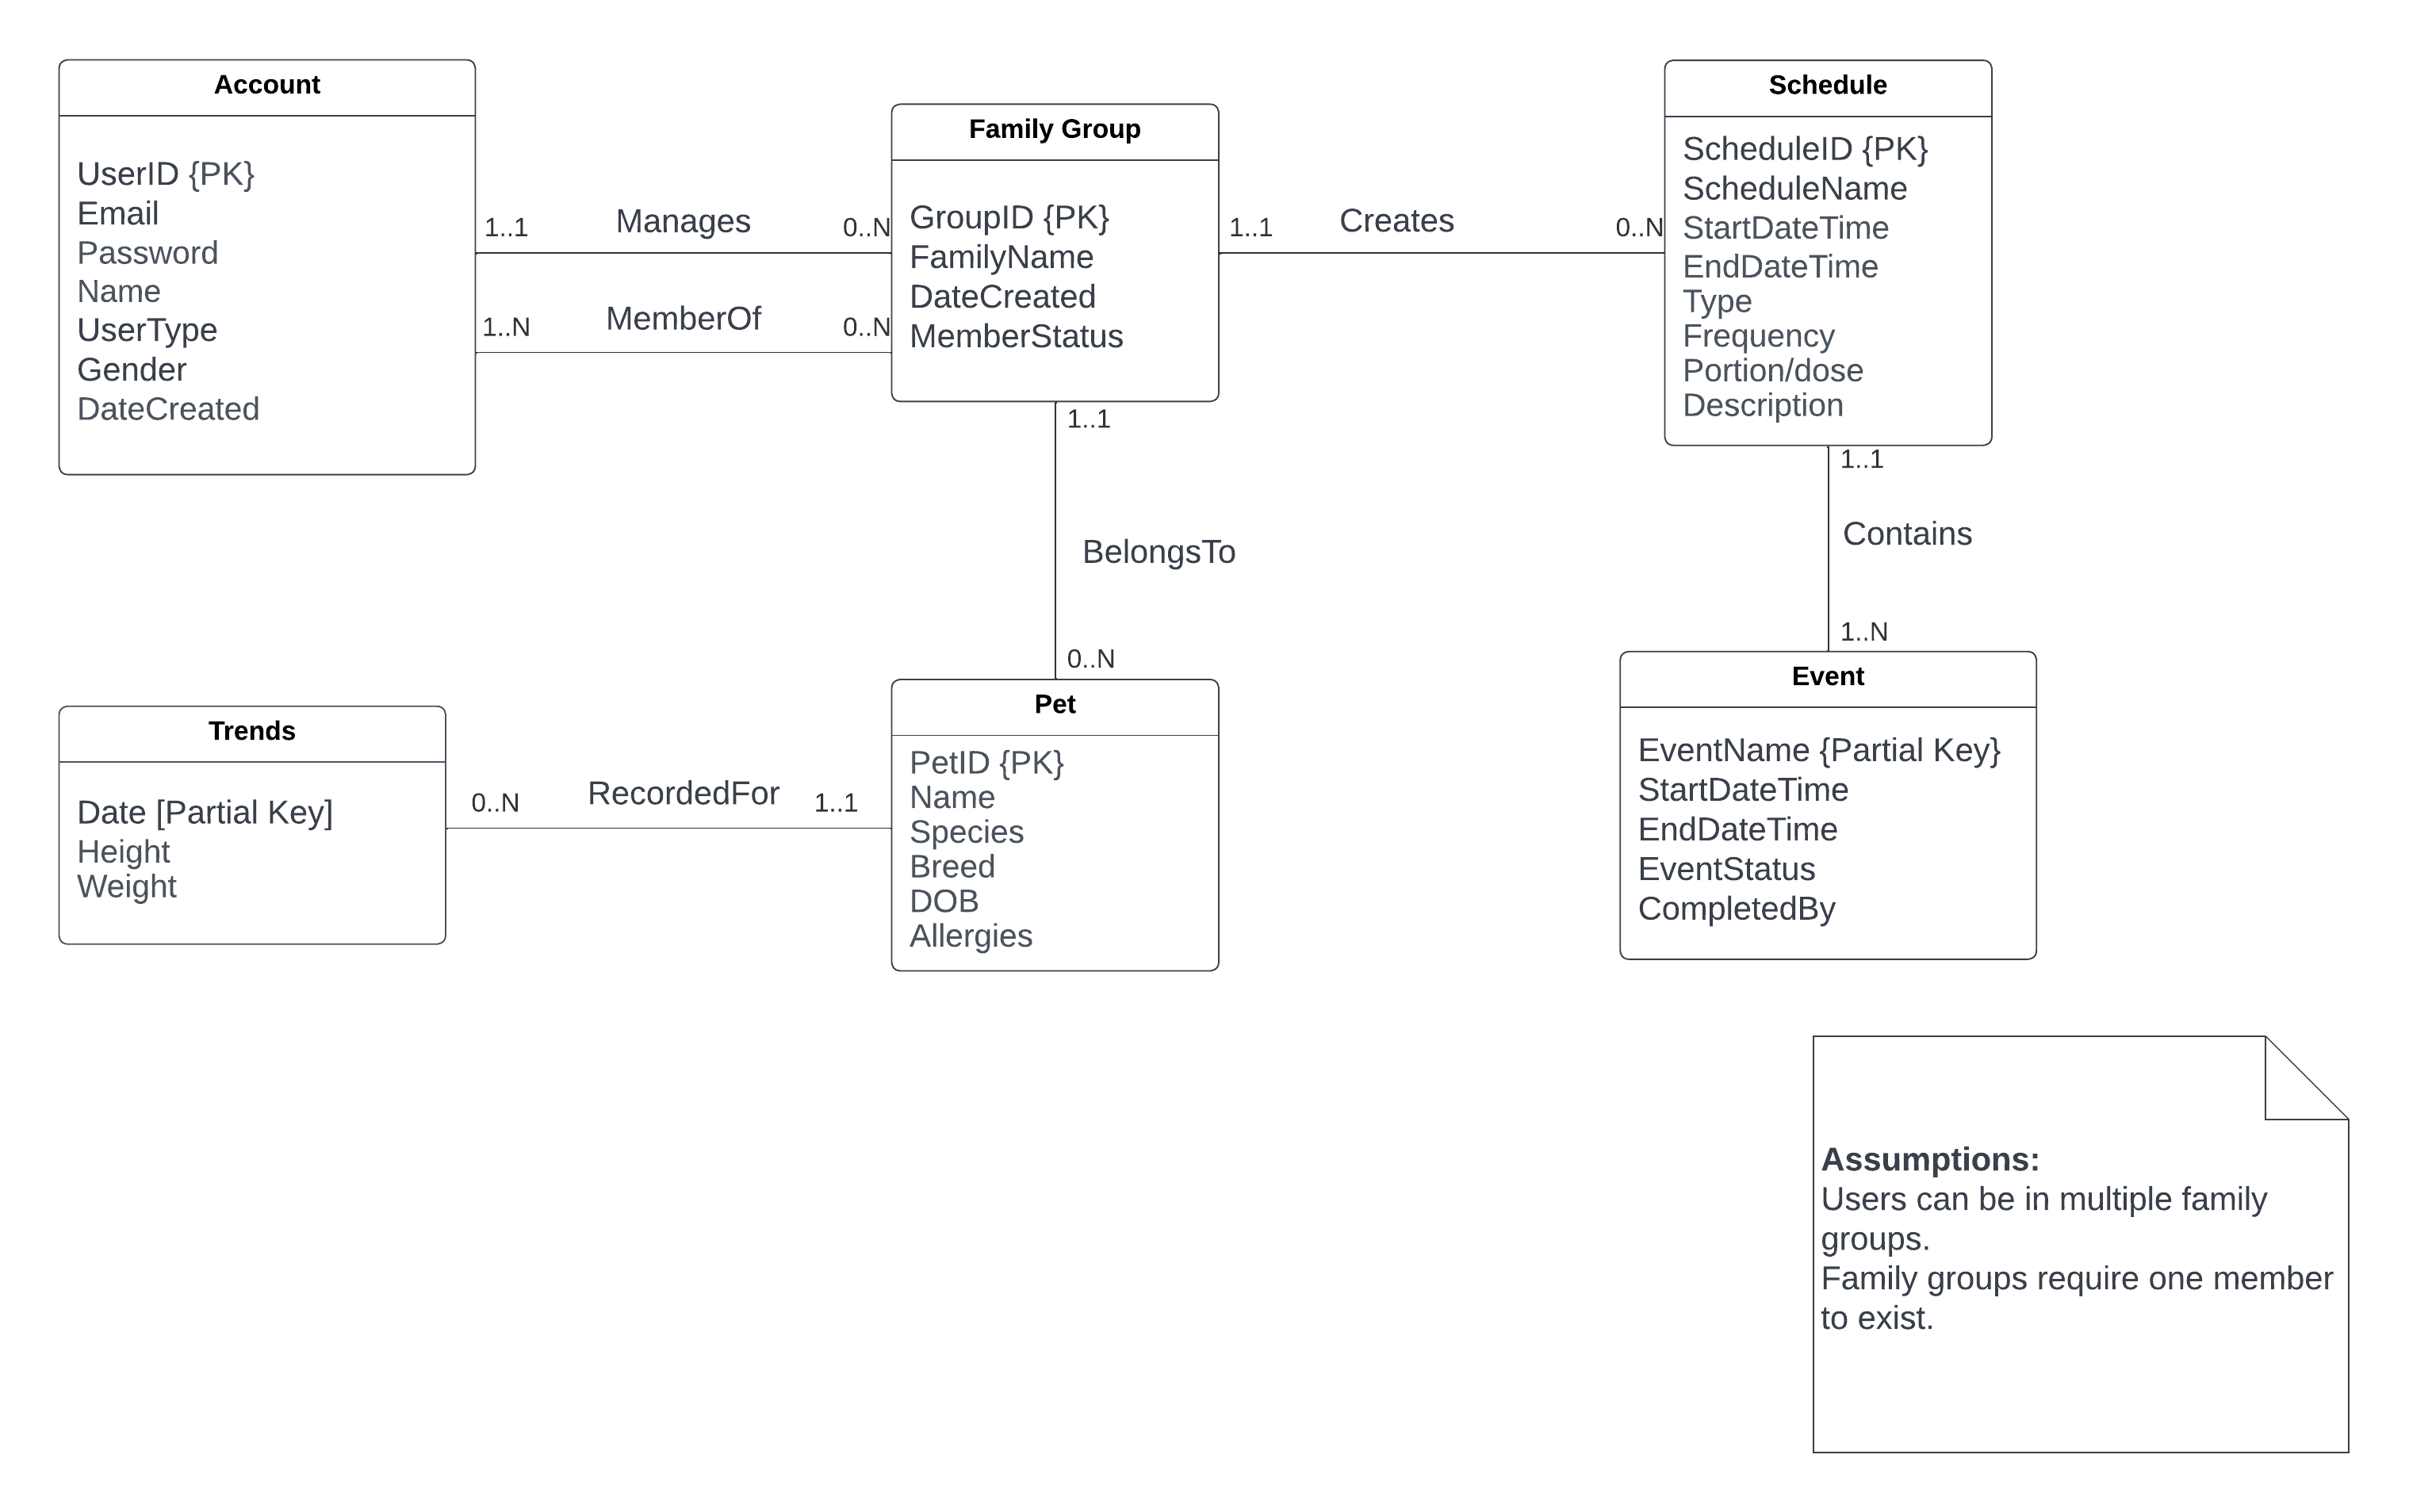 Account
UserID {PK}
Email
Password
Name
UserType
Gender
DateCreated
1..1
Manages
0..N
1..N
MemberOf
0..N
Family Group
GroupID {PK}
FamilyName
DateCreated
MemberStatus
1..1
Creates
0..N
Schedule
ScheduleID {PK}
ScheduleName
StartDateTime
EndDateTime
Type
Frequency
Portion/dose
Description
1..1
BelongsTo
0..N
1..1
Contains
1..N
Trends
Date [Partial Key]
Height
Weight
0..N
RecordedFor
1..1
Pet
PetID {PK}
Name
Species
Breed
DOB
Allergies
Event
EventName {Partial Key}
StartDateTime
EndDateTime
EventStatus
CompletedBy
Assumptions:
Users can be in multiple family
groups.
Family groups require one member
to exist.